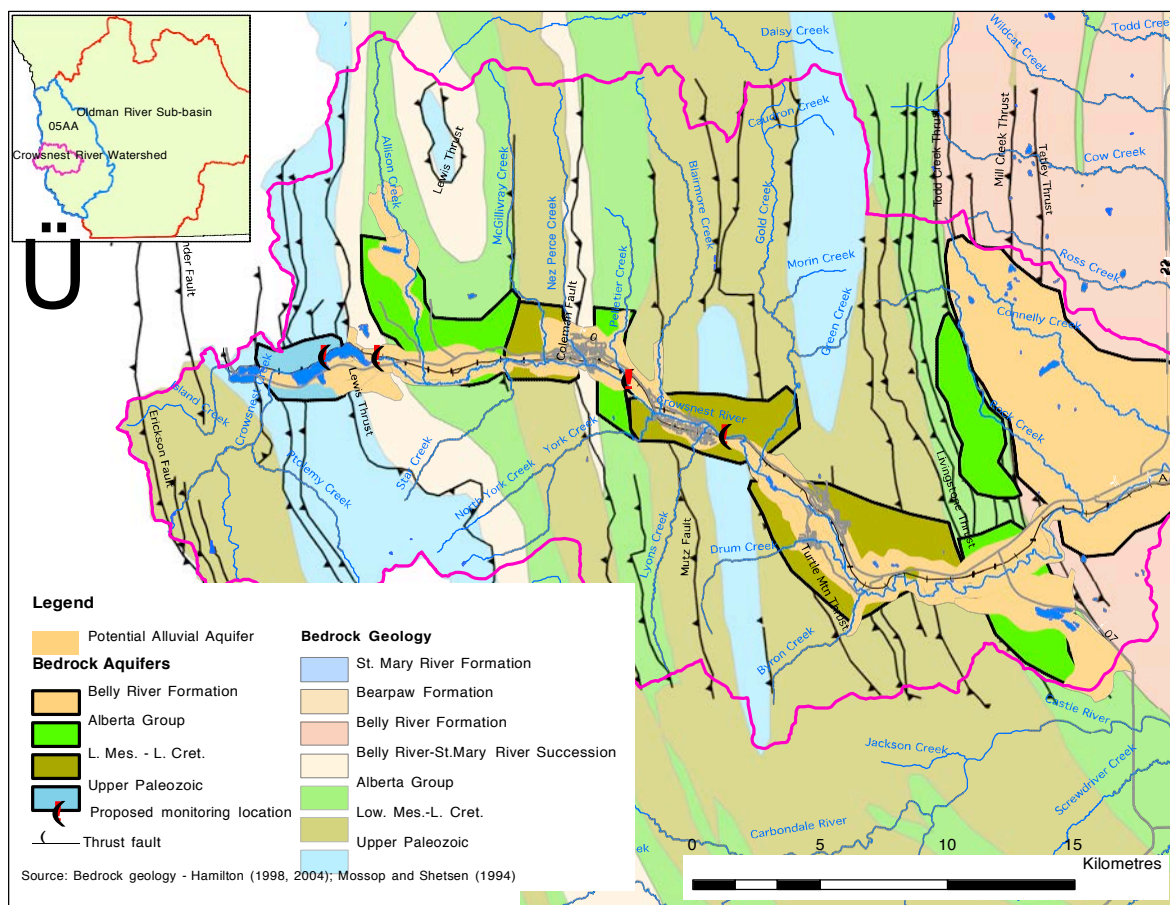 Oldman River Sub-basin
05AA
Crowsnest River Watershed
Ü
nder Fault
Daisy Creek
Wildcat Creek
Todd Creek
Caudron Creek
Cow Creek
Allison Creek
Lewis Thrust
McGillivray Creek
Nez Perce Creek
Coleman Fault
Pelletier Creek
Blairmore Creek
Gold Creek
Morin Creek
Green Creek
Todd Creek Thrust
Mill Creek Thrust
Tetley Thrust
Ross Creek
22
Connelly Creek
Rock Creek
Livingstone Thrust
Island Creek
Crowsnest Creek
Erickson Fault
Ptolemy Creek
Lewis Thrust
Star Creek
North York Creek
York Creek
Crowsnest River
Lyons Creek
Mutz Fault
Drum Creek
Turtle Mtn Thrust
Byron Creek
07
A
Castle River
Jackson Creek
Screwdriver Creek
Carbondale River
eek
Legend
Potential Alluvial Aquifer
Bedrock Aquifers
Belly River Formation
Alberta Group
L. Mes. - L. Cret.
Upper Paleozoic
Proposed monitoring location
Thrust fault
Bedrock Geology
St. Mary River Formation
Bearpaw Formation
Belly River Formation
Belly River-St.Mary River Succession
Alberta Group
Low. Mes.-L. Cret.
Upper Paleozoic
Source: Bedrock geology - Hamilton (1998, 2004); Mossop and Shetsen (1994)
0 5 10 15
Kilometres